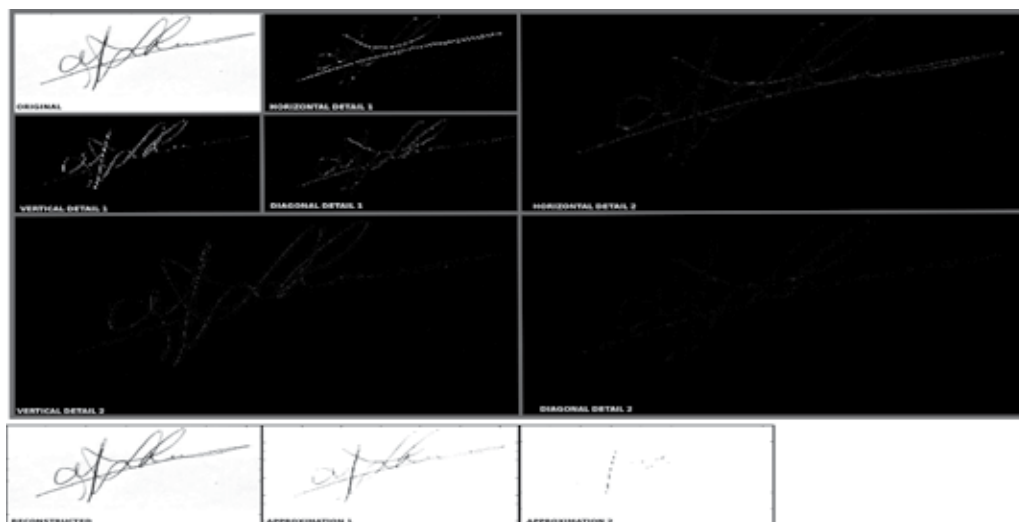 ORIGINAL
HORIZONTAL DETAIL 1
VERTICAL DETAIL 1
DIAGONAL DETAIL 1
HORIZONTAL DETAIL 2
VERTICAL DETAIL 2
DIAGONAL DETAIL 2
RECONSTRUCTED
APPROXIMATION 1
APPROXIMATION 2